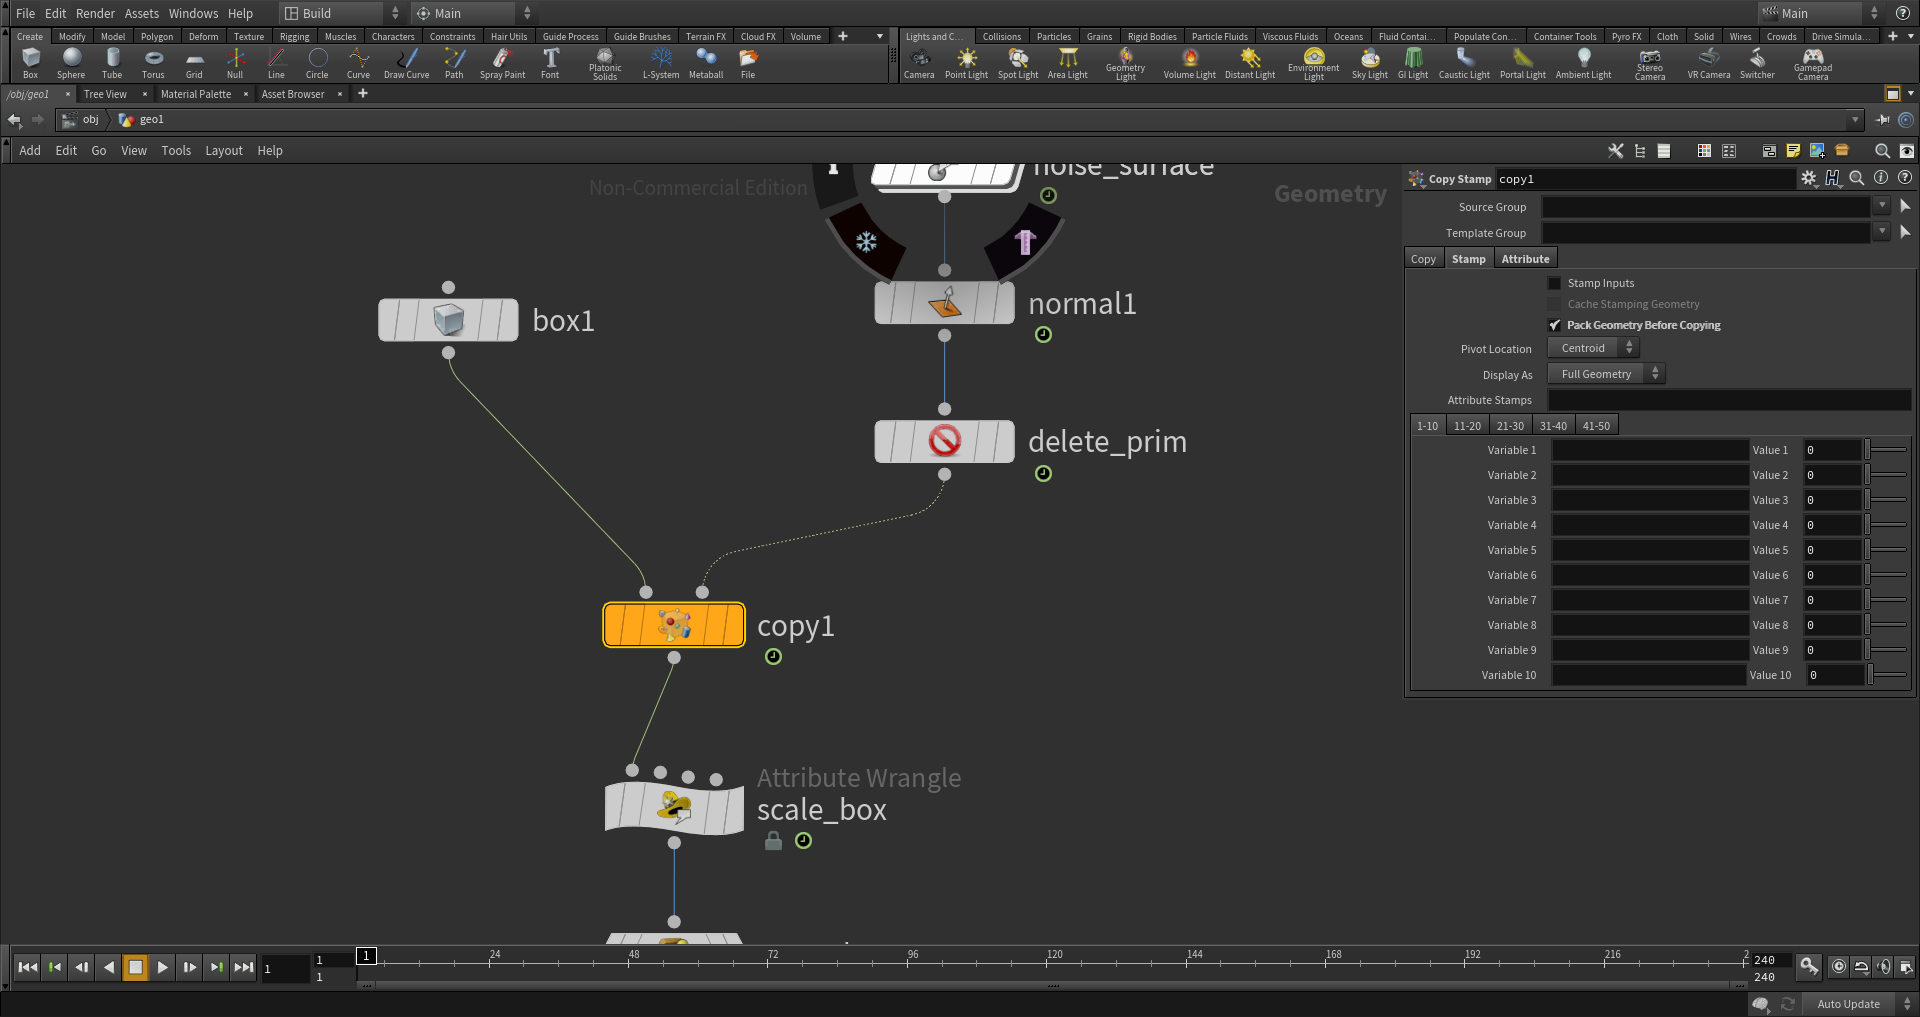 File Edit Render Assets Windows Help Build Main Main
Create Modify Model Polygon Deform Texture Rigging Muscles Characters Constraints Hair Utils Guide Process Guide Brushes Terrain FX Cloud FX Volume
Lights and C... Collisions Particles Grains Rigid Bodies Particle Fluids Viscous Fluids Oceans Fluid Contai... Populate Con... Container Tools Pyro FX Cloth Solid Wires Crowds Drive Simula...
Box Sphere Tube Torus Grid Null Line Circle Curve Draw Curve Path Spray Paint Font Platonic Solids L-System Metaball File
Camera Point Light Spot Light Area Light Geometry Light Volume Light Distant Light Environment Light Sky Light GI Light Caustic Light Portal Light Ambient Light Stereo Camera VR Camera Switcher Gamepad Camera
/obj/geo1 Tree View Material Palette Asset Browser
obj geo1
Add Edit Go View Tools Layout Help
Non-Commercial Edition
Geometry
noise_surface
normal1
box1
delete_prim
copy1
Attribute Wrangle
scale_box
Copy Stamp copy1
Source Group
Template Group
Copy Stamp Attribute
Stamp Inputs
Cache Stamping Geometry
Pack Geometry Before Copying
Pivot Location Centroid
Display As Full Geometry
Attribute Stamps
1-10 11-20 21-30 31-40 41-50
Variable 1 Value 1 0
Variable 2 Value 2 0
Variable 3 Value 3 0
Variable 4 Value 4 0
Variable 5 Value 5 0
Variable 6 Value 6 0
Variable 7 Value 7 0
Variable 8 Value 8 0
Variable 9 Value 9 0
Variable 10 Value 10 0
1 1 1 24 48 72 96 120 144 168 192 216 2 240
1 240
Auto Update